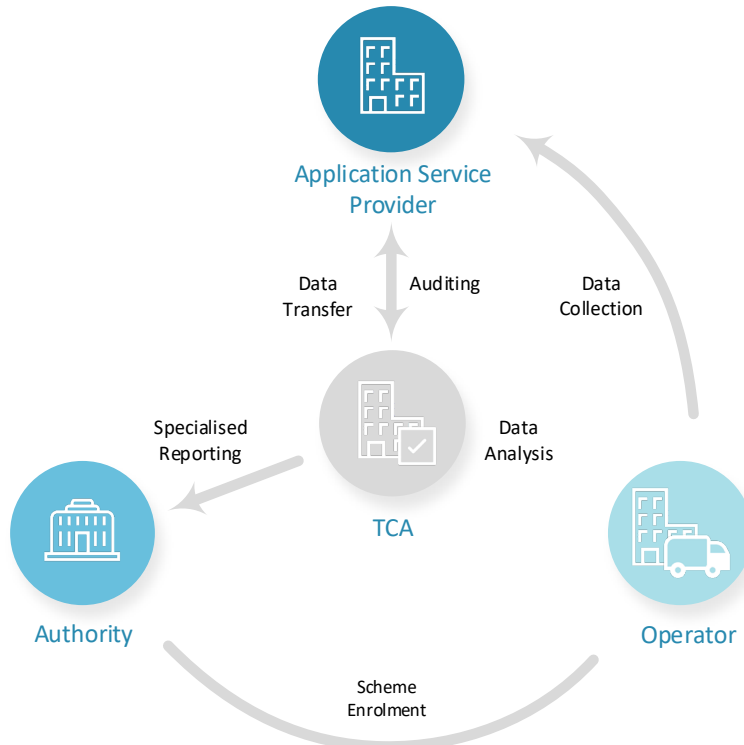 Application Service
Provider
Data
Transfer
Auditing
Data
Collection
Specialised
Reporting
Data
Analysis
TCA
Authority
Operator
Scheme
Enrolment